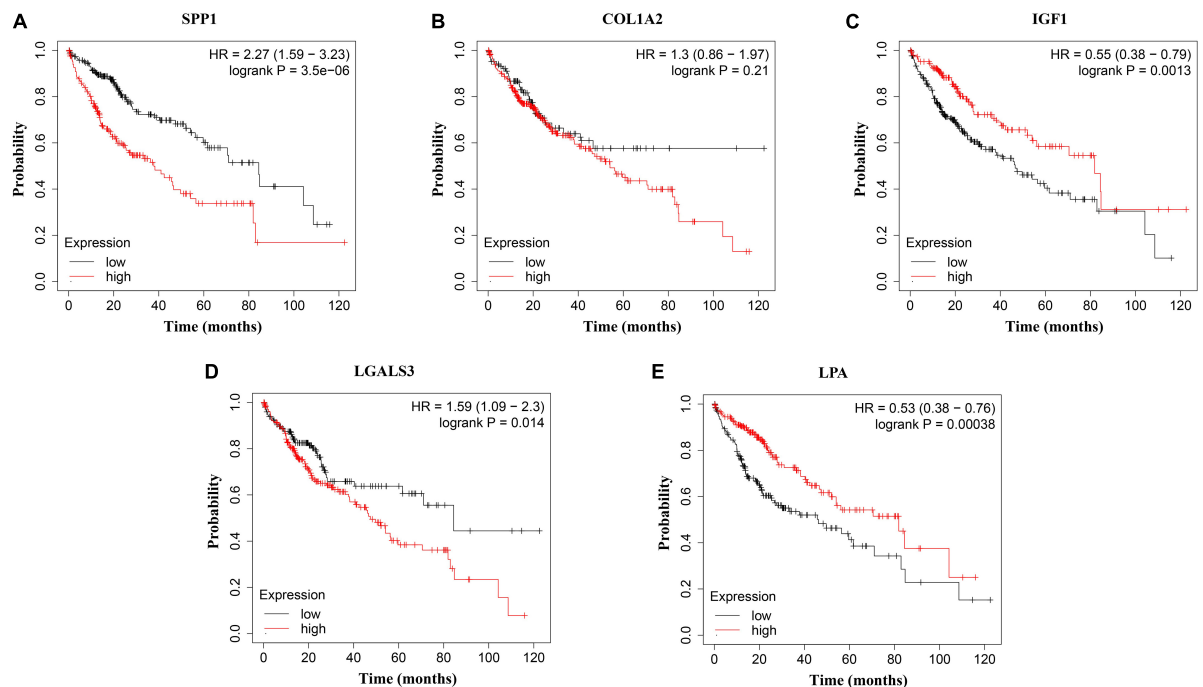 A
SPP1
HR = 2.27 (1.59 − 3.23)
logrank P = 3.5e−06
Probability
1.0
0.8
0.6
0.4
0.2
0.0
Expression
low
high
0 20 40 60 80 100 120
Time (months)
B
COL1A2
HR = 1.3 (0.86 − 1.97)
logrank P = 0.21
Probability
1.0
0.8
0.6
0.4
0.2
0.0
Expression
low
high
0 20 40 60 80 100 120
Time (months)
C
IGF1
HR = 0.55 (0.38 − 0.79)
logrank P = 0.0013
Probability
1.0
0.8
0.6
0.4
0.2
0.0
Expression
low
high
0 20 40 60 80 100 120
Time (months)
D
LGALS3
HR = 1.59 (1.09 − 2.3)
logrank P = 0.014
Probability
1.0
0.8
0.6
0.4
0.2
0.0
Expression
low
high
0 20 40 60 80 100 120
Time (months)
E
LPA
HR = 0.53 (0.38 − 0.76)
logrank P = 0.00038
Probability
1.0
0.8
0.6
0.4
0.2
0.0
Expression
low
high
0 20 40 60 80 100 120
Time (months)